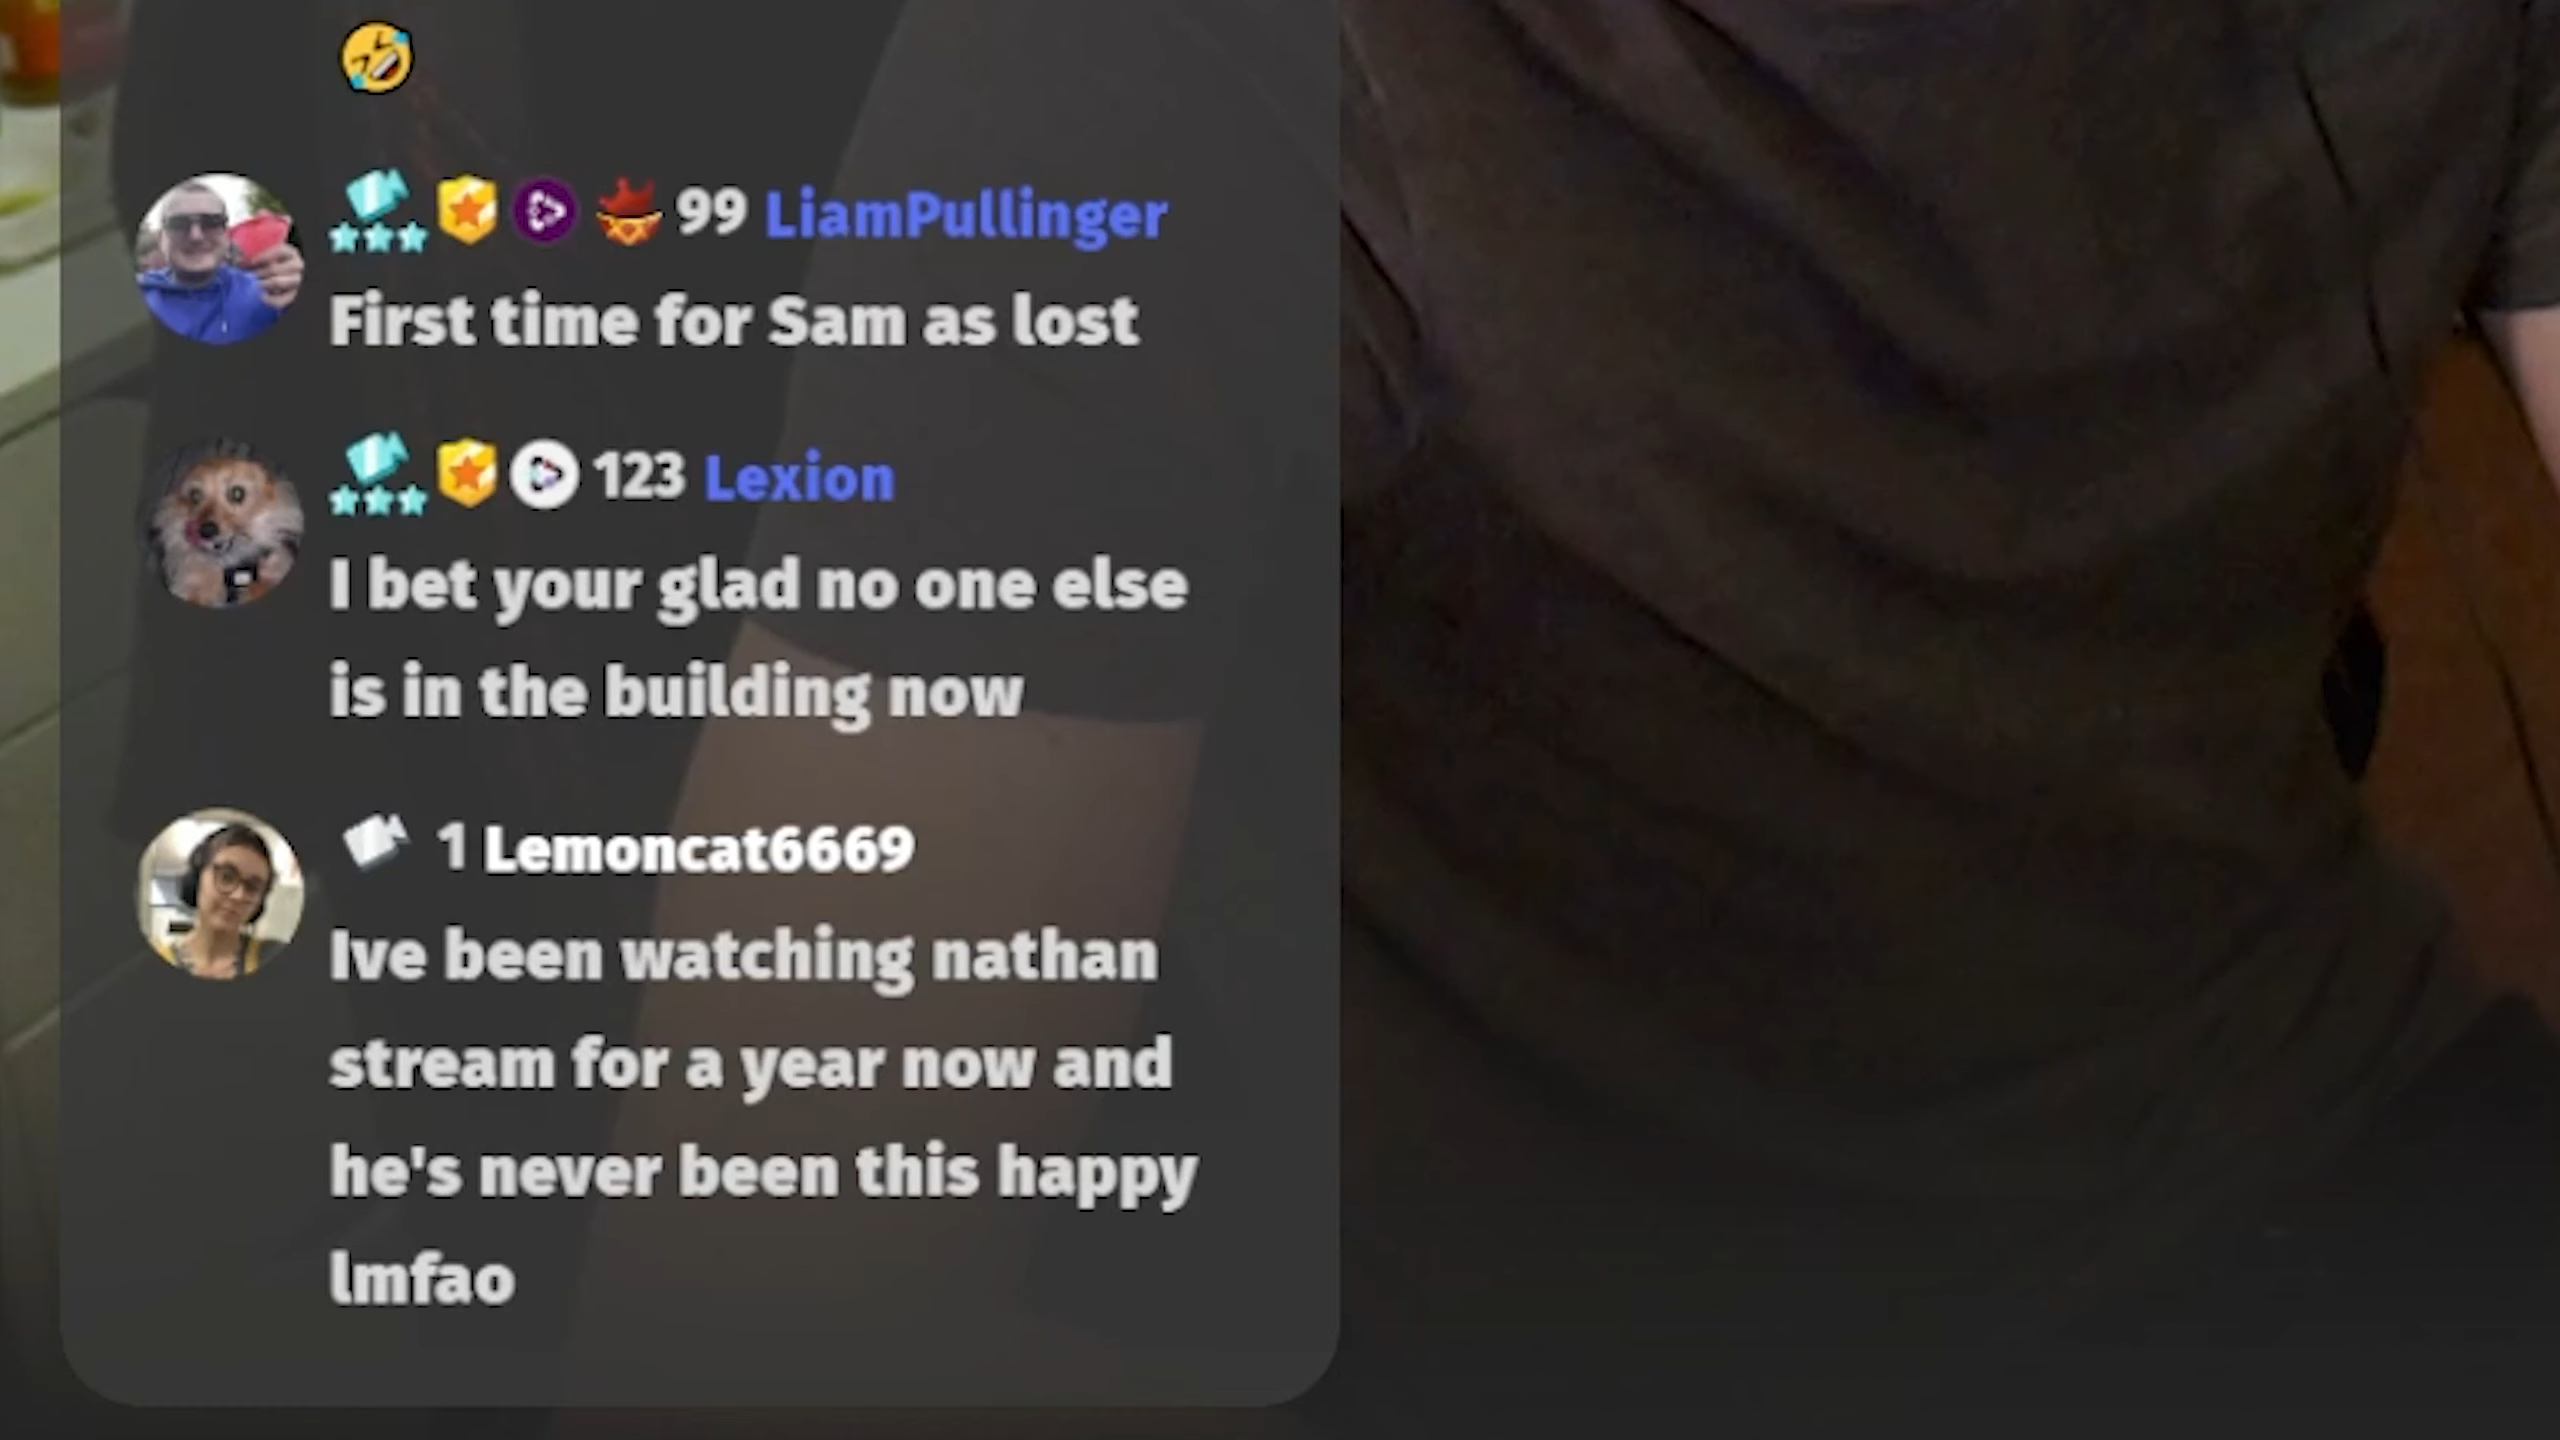 🤣
99 LiamPullinger
First time for Sam as lost
123 Lexion
I bet your glad no one else
is in the building now
1 Lemoncat6669
Ive been watching nathan
stream for a year now and
he's never been this happy
lmfao